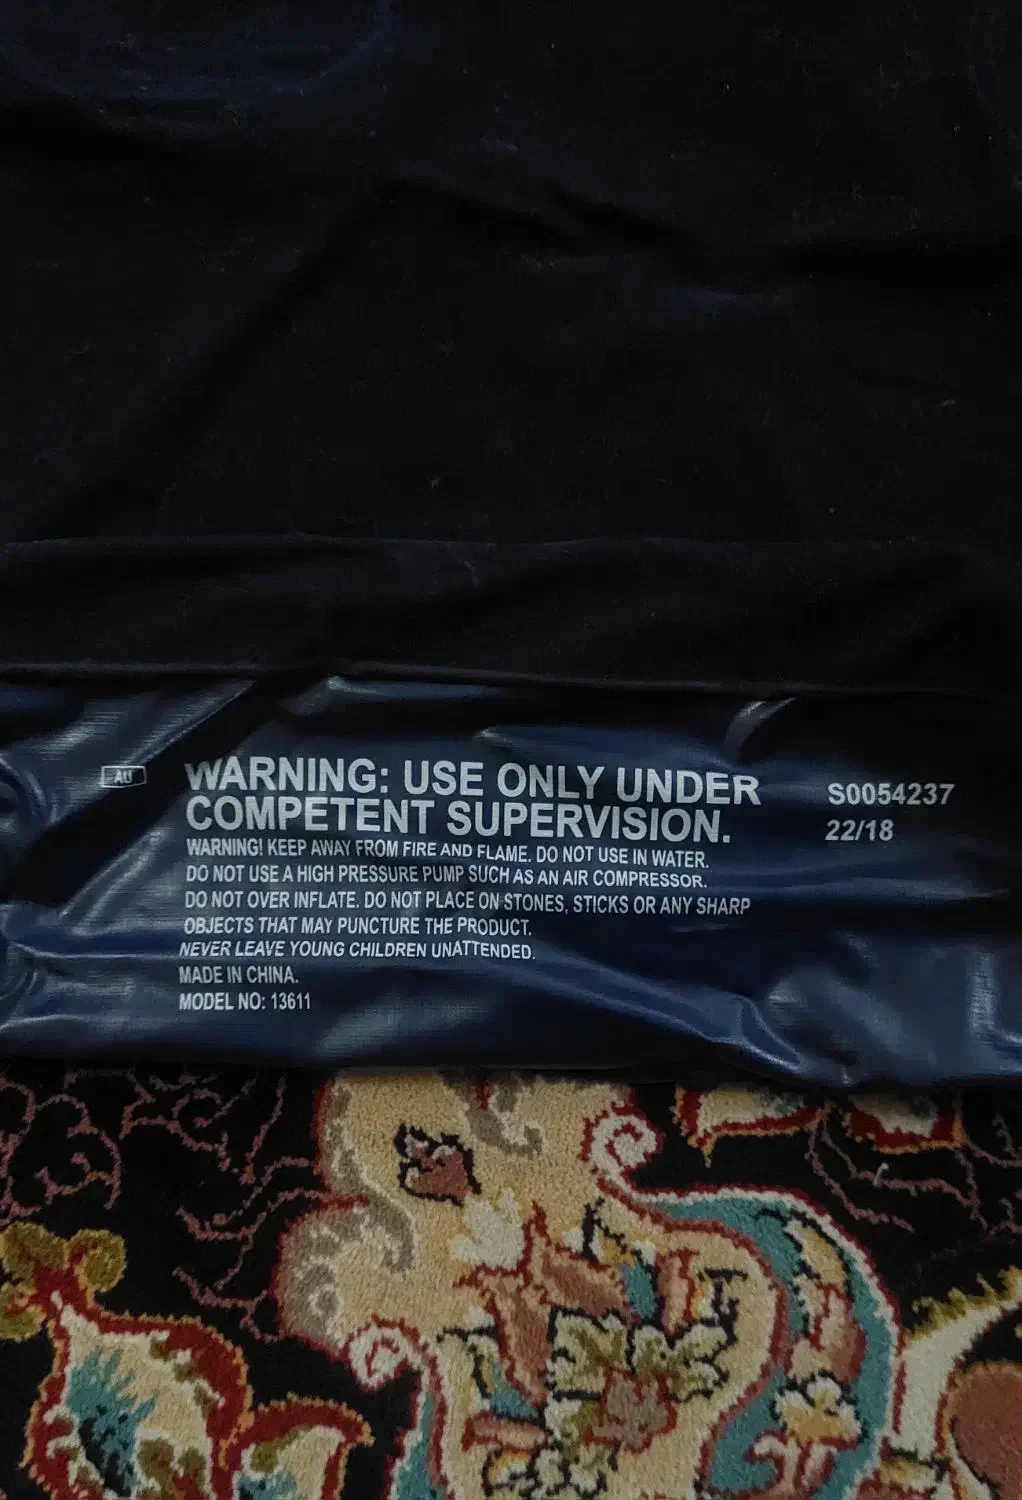 AU
WARNING: USE ONLY UNDER
COMPETENT SUPERVISION.
WARNING! KEEP AWAY FROM FIRE AND FLAME. DO NOT USE IN WATER.
DO NOT USE A HIGH PRESSURE PUMP SUCH AS AN AIR COMPRESSOR.
DO NOT OVER INFLATE. DO NOT PLACE ON STONES, STICKS OR ANY SHARP
OBJECTS THAT MAY PUNCTURE THE PRODUCT.
NEVER LEAVE YOUNG CHILDREN UNATTENDED.
MADE IN CHINA.
MODEL NO: 13611
S0054237
22/18